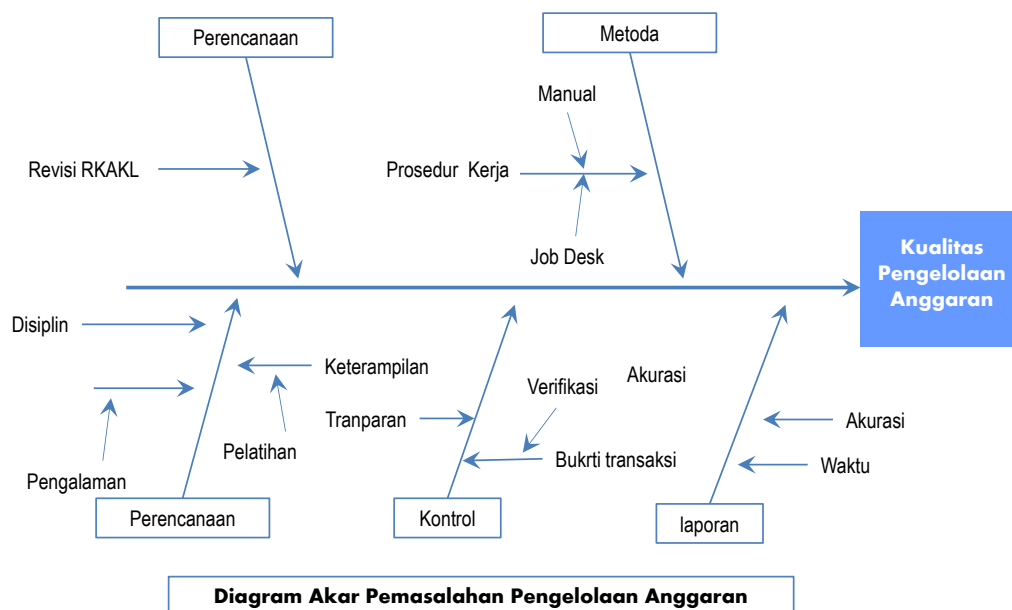 Perencanaan
Metoda
Manual
Revisi RKAKL
Prosedur Kerja
Job Desk
Kualitas
Pengelolaan
Anggaran
Disiplin
Keterampilan
Verifikasi
Akurasi
Tranparan
Akurasi
Pelatihan
Bukrti transaksi
Waktu
Pengalaman
Perencanaan
Kontrol
laporan
Diagram Akar Pemasalahan Pengelolaan Anggaran